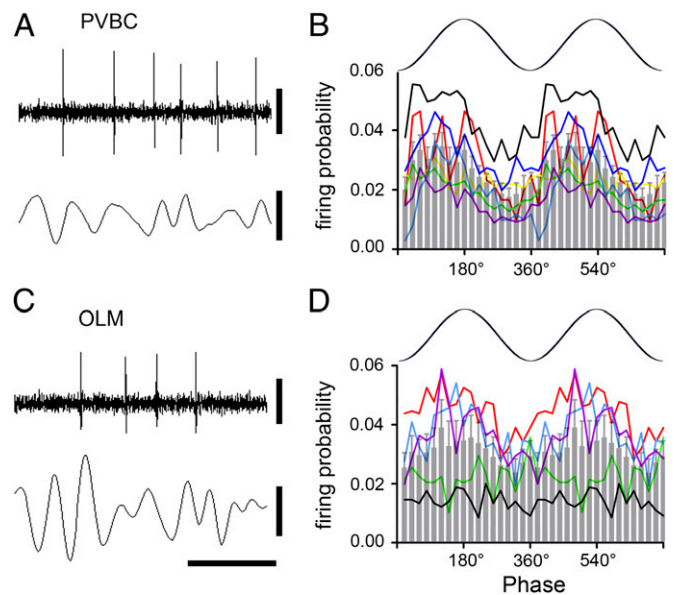 A
PVBC
B
firing probability
0.06
0.04
0.02
0.00
180°
360°
540°
C
OLM
D
firing probability
0.06
0.04
0.02
0.00
180°
360°
540°
Phase